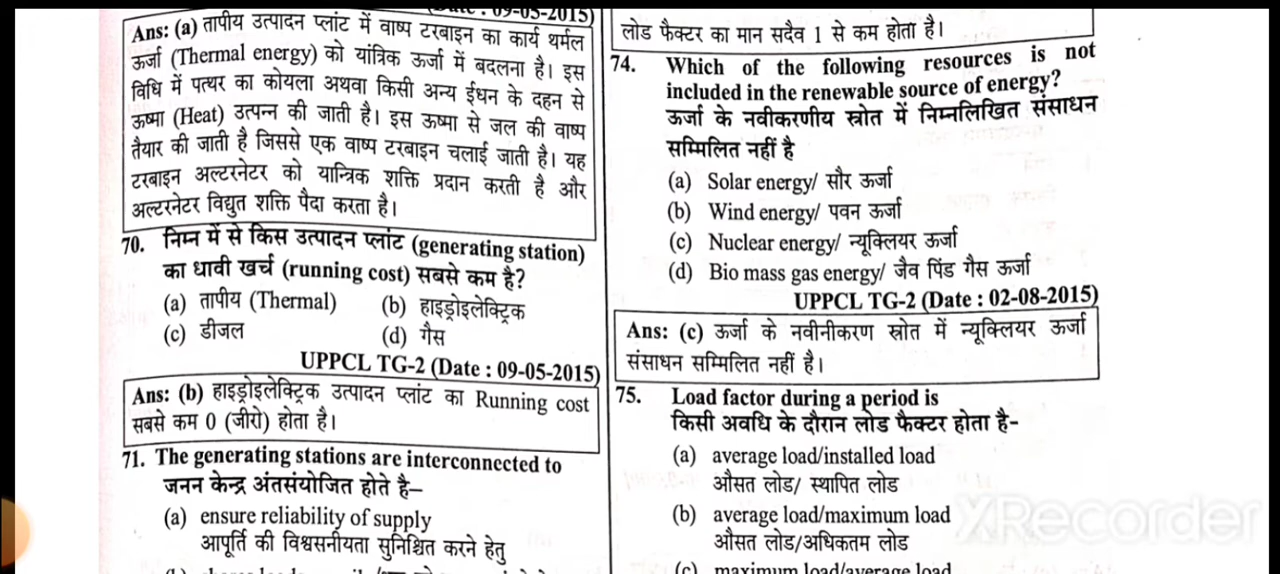 09-05-2015)
Ans: (a) तापीय उत्पादन प्लांट में वाष्प टरबाइन का कार्य थर्मल
ऊर्जा (Thermal energy) को यांत्रिक ऊर्जा में बदलना है। इस
विधि में पत्थर का कोयला अथवा किसी अन्य ईधन के दहन से
ऊष्मा (Heat) उत्पन्न की जाती है। इस ऊष्मा से जल की वाष्प
तैयार की जाती है जिससे एक वाष्प टरबाइन चलाई जाती है। यह
टरबाइन अल्टरनेटर को यान्त्रिक शक्ति प्रदान करती है और
अल्टरनेटर विद्युत शक्ति पैदा करता है।
70. निम्न में से किस उत्पादन प्लांट (generating station)
का धावी खर्च (running cost) सबसे कम है?
(a) तापीय (Thermal) (b) हाइड्रोइलेक्ट्रिक
(c) डीजल (d) गैस
UPPCL TG-2 (Date : 09-05-2015)
Ans: (b) हाइड्रोइलेक्ट्रिक उत्पादन प्लांट का Running cost
सबसे कम 0 (जीरो) होता है।
71. The generating stations are interconnected to
जनन केन्द्र अंतसंयोजित होते है–
(a) ensure reliability of supply
आपूर्ति की विश्वसनीयता सुनिश्चित करने हेतु
लोड फैक्टर का मान सदैव 1 से कम होता है।
74. Which of the following resources is not
included in the renewable source of energy?
ऊर्जा के नवीकरणीय स्रोत में निम्नलिखित संसाधन
सम्मिलित नहीं है
(a) Solar energy/ सौर ऊर्जा
(b) Wind energy/ पवन ऊर्जा
(c) Nuclear energy/ न्यूक्लियर ऊर्जा
(d) Bio mass gas energy/ जैव पिंड गैस ऊर्जा
UPPCL TG-2 (Date : 02-08-2015)
Ans: (c) ऊर्जा के नवीनीकरण स्रोत में न्यूक्लियर ऊर्जा
संसाधन सम्मिलित नहीं है।
75. Load factor during a period is
किसी अवधि के दौरान लोड फैक्टर होता है-
(a) average load/installed load
औसत लोड/ स्थापित लोड
(b) average load/maximum load
औसत लोड/अधिकतम लोड
(c) maximum load/average load
XRecorder